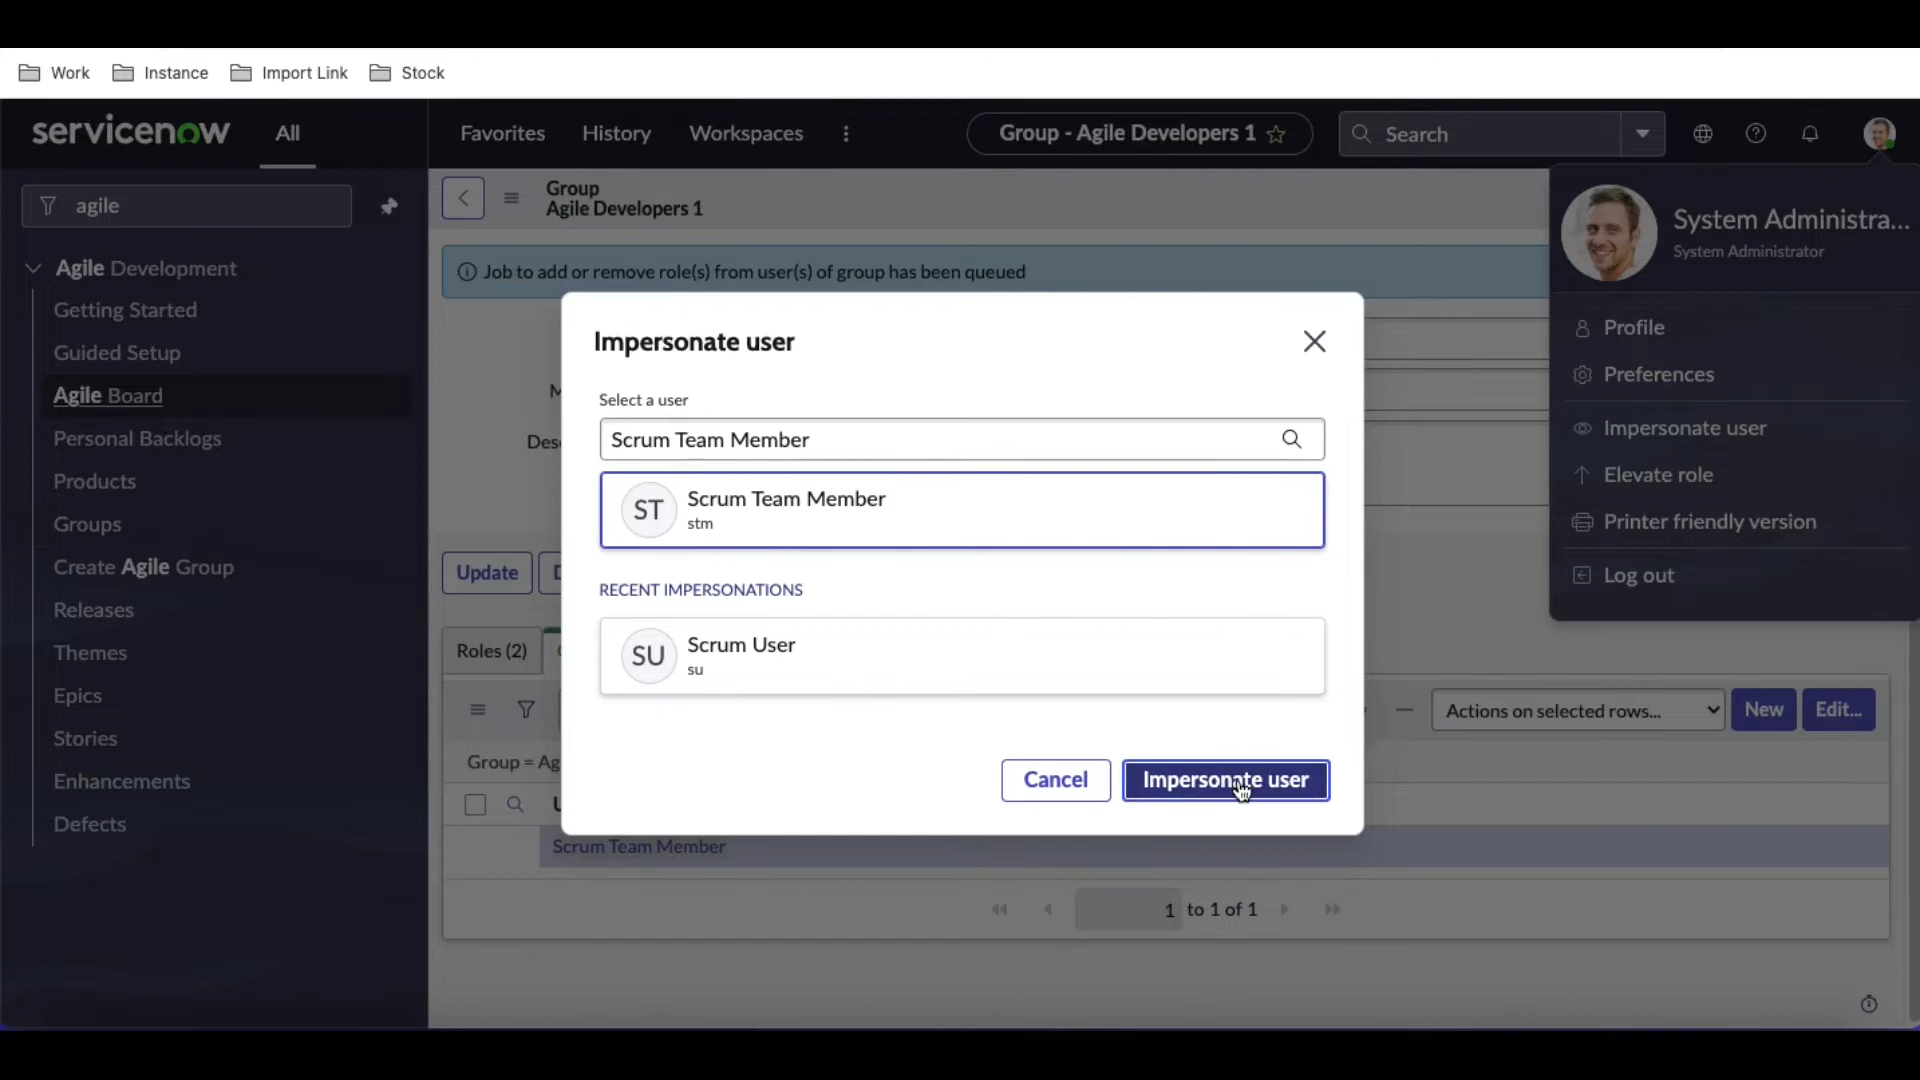 Work
Instance
Import Link
Stock
servicenow
All
Favorites
History
Workspaces
Group - Agile Developers 1
Search
agile
Agile Development
Getting Started
Guided Setup
Agile Board
Personal Backlogs
Products
Groups
Create Agile Group
Releases
Themes
Epics
Stories
Enhancements
Defects
Group
Agile Developers 1
Job to add or remove role(s) from user(s) of group has been queued
Update
Roles (2)
Group = Ag
Actions on selected rows...
New
Edit...
Scrum Team Member
1 to 1 of 1
Impersonate user
Select a user
Scrum Team Member
ST
Scrum Team Member
stm
RECENT IMPERSONATIONS
SU
Scrum User
su
Cancel
Impersonate user
System Administra...
System Administrator
Profile
Preferences
Impersonate user
Elevate role
Printer friendly version
Log out